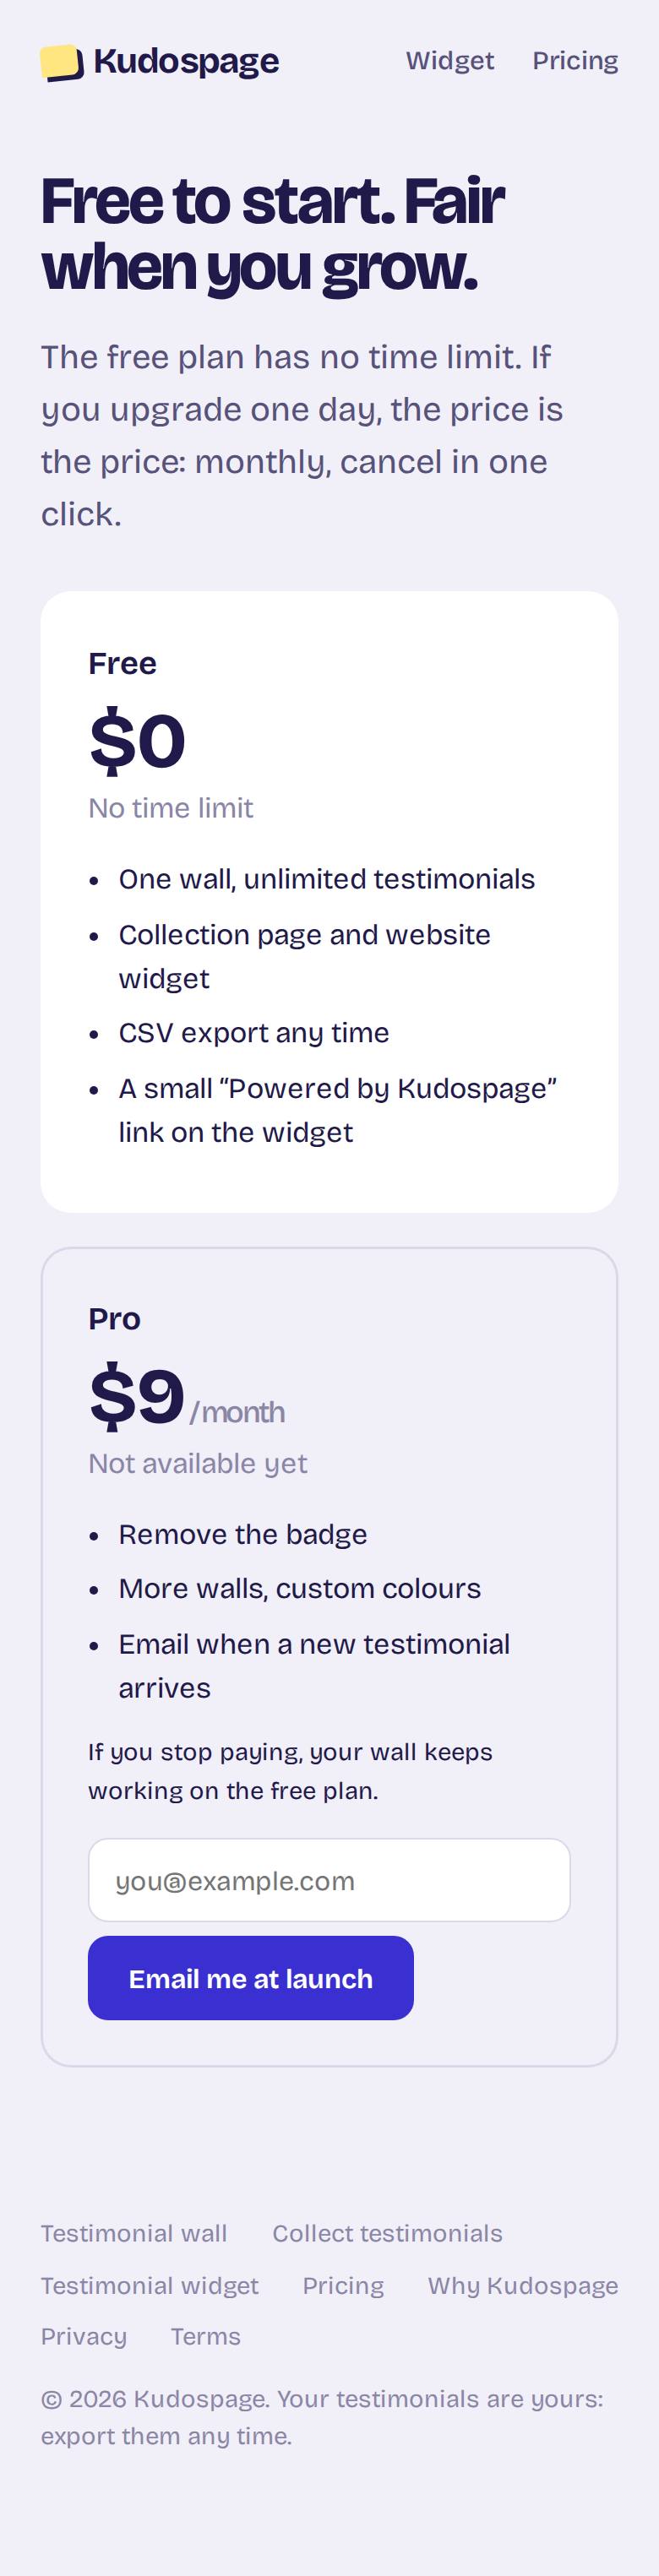 Kudospage
Widget
Pricing
Free to start. Fair
when you grow.
The free plan has no time limit. If
you upgrade one day, the price is
the price: monthly, cancel in one
click.
Free
$0
No time limit
• One wall, unlimited testimonials
• Collection page and website
widget
• CSV export any time
• A small “Powered by Kudospage”
link on the widget
Pro
$9 / month
Not available yet
• Remove the badge
• More walls, custom colours
• Email when a new testimonial
arrives
If you stop paying, your wall keeps
working on the free plan.
you@example.com
Email me at launch
Testimonial wall
Collect testimonials
Testimonial widget
Pricing
Why Kudospage
Privacy
Terms
© 2026 Kudospage. Your testimonials are yours:
export them any time.